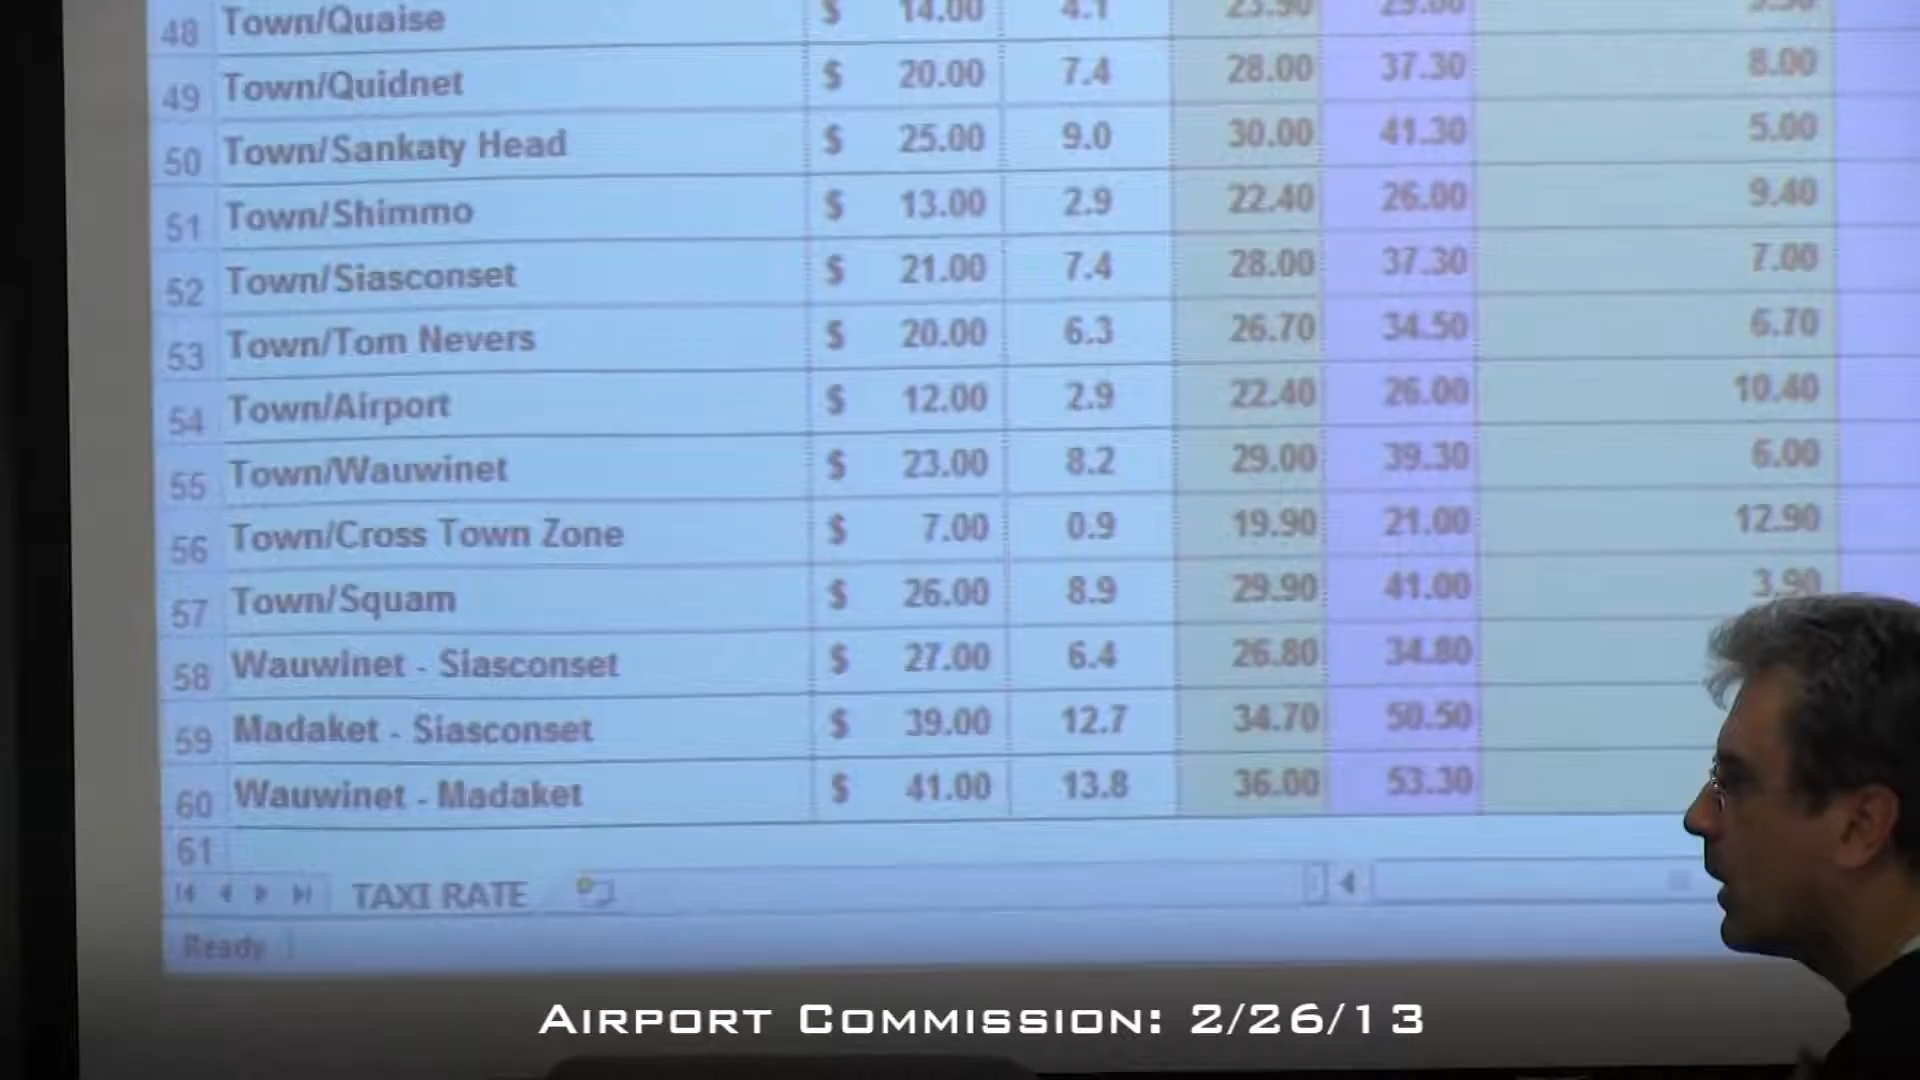 48 Town/Quaise $ 14.00 4.1 23.90 29.00
49 Town/Quidnet $ 20.00 7.4 28.00 37.30 8.00
50 Town/Sankaty Head $ 25.00 9.0 30.00 41.30 5.00
51 Town/Shimmo $ 13.00 2.9 22.40 26.00 9.40
52 Town/Siasconset $ 21.00 7.4 28.00 37.30 7.00
53 Town/Tom Nevers $ 20.00 6.3 26.70 34.50 6.70
54 Town/Airport $ 12.00 2.9 22.40 26.00 10.40
55 Town/Wauwinet $ 23.00 8.2 29.00 39.30 6.00
56 Town/Cross Town Zone $ 7.00 0.9 19.90 21.00 12.90
57 Town/Squam $ 26.00 8.9 29.90 41.00 3.90
58 Wauwinet - Siasconset $ 27.00 6.4 26.80 34.80
59 Madaket - Siasconset $ 39.00 12.7 34.70 50.50
60 Wauwinet - Madaket $ 41.00 13.8 36.00 53.30
61
TAXI RATE
Ready
AIRPORT COMMISSION: 2/26/13